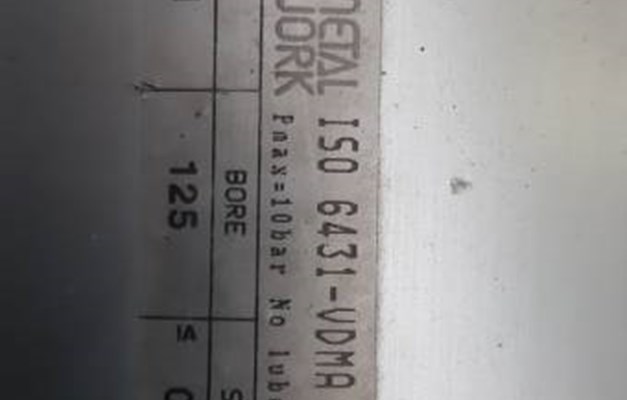 METAL
WORK
ISO 6431-VDMA
Pmax=10bar No lub
BORE
125